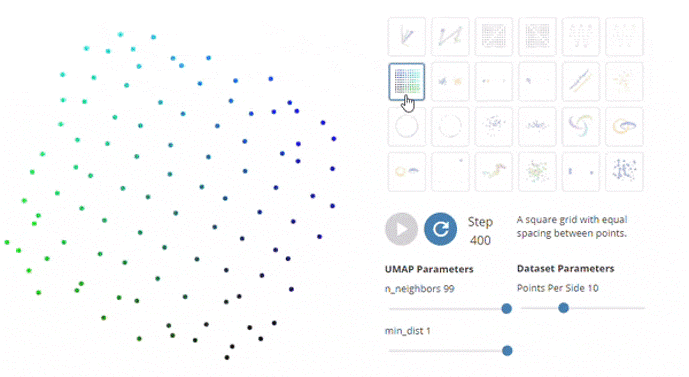 Step
400
A square grid with equal
spacing between points.
UMAP Parameters
Dataset Parameters
n_neighbors 99
Points Per Side 10
min_dist 1